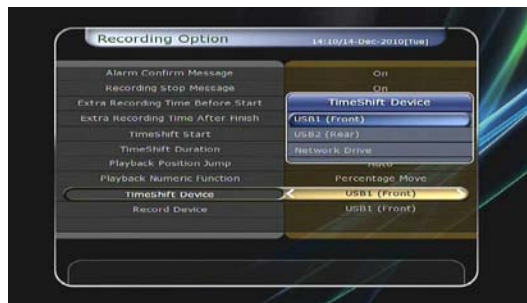 Recording Option
14:10/14-Dec-2010[Tue]
Alarm Confirm Message On
Recording Stop Message On
Extra Recording Time Before Start
Extra Recording Time After Finish
TimeShift Start
TimeShift Duration
Playback Position Jump Auto
Playback Numeric Function Percentage Move
TimeShift Device USB1 (Front)
Record Device USB1 (Front)
TimeShift Device
USB1 (Front)
USB2 (Rear)
Network Drive